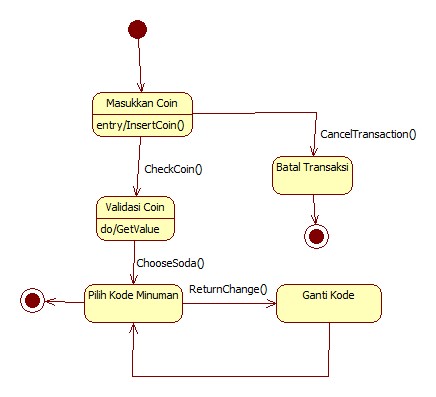 Masukkan Coin
entry/InsertCoin()
CancelTransaction()
CheckCoin()
Batal Transaksi
Validasi Coin
do/GetValue
ChooseSoda()
Pilih Kode Minuman
ReturnChange()
Ganti Kode